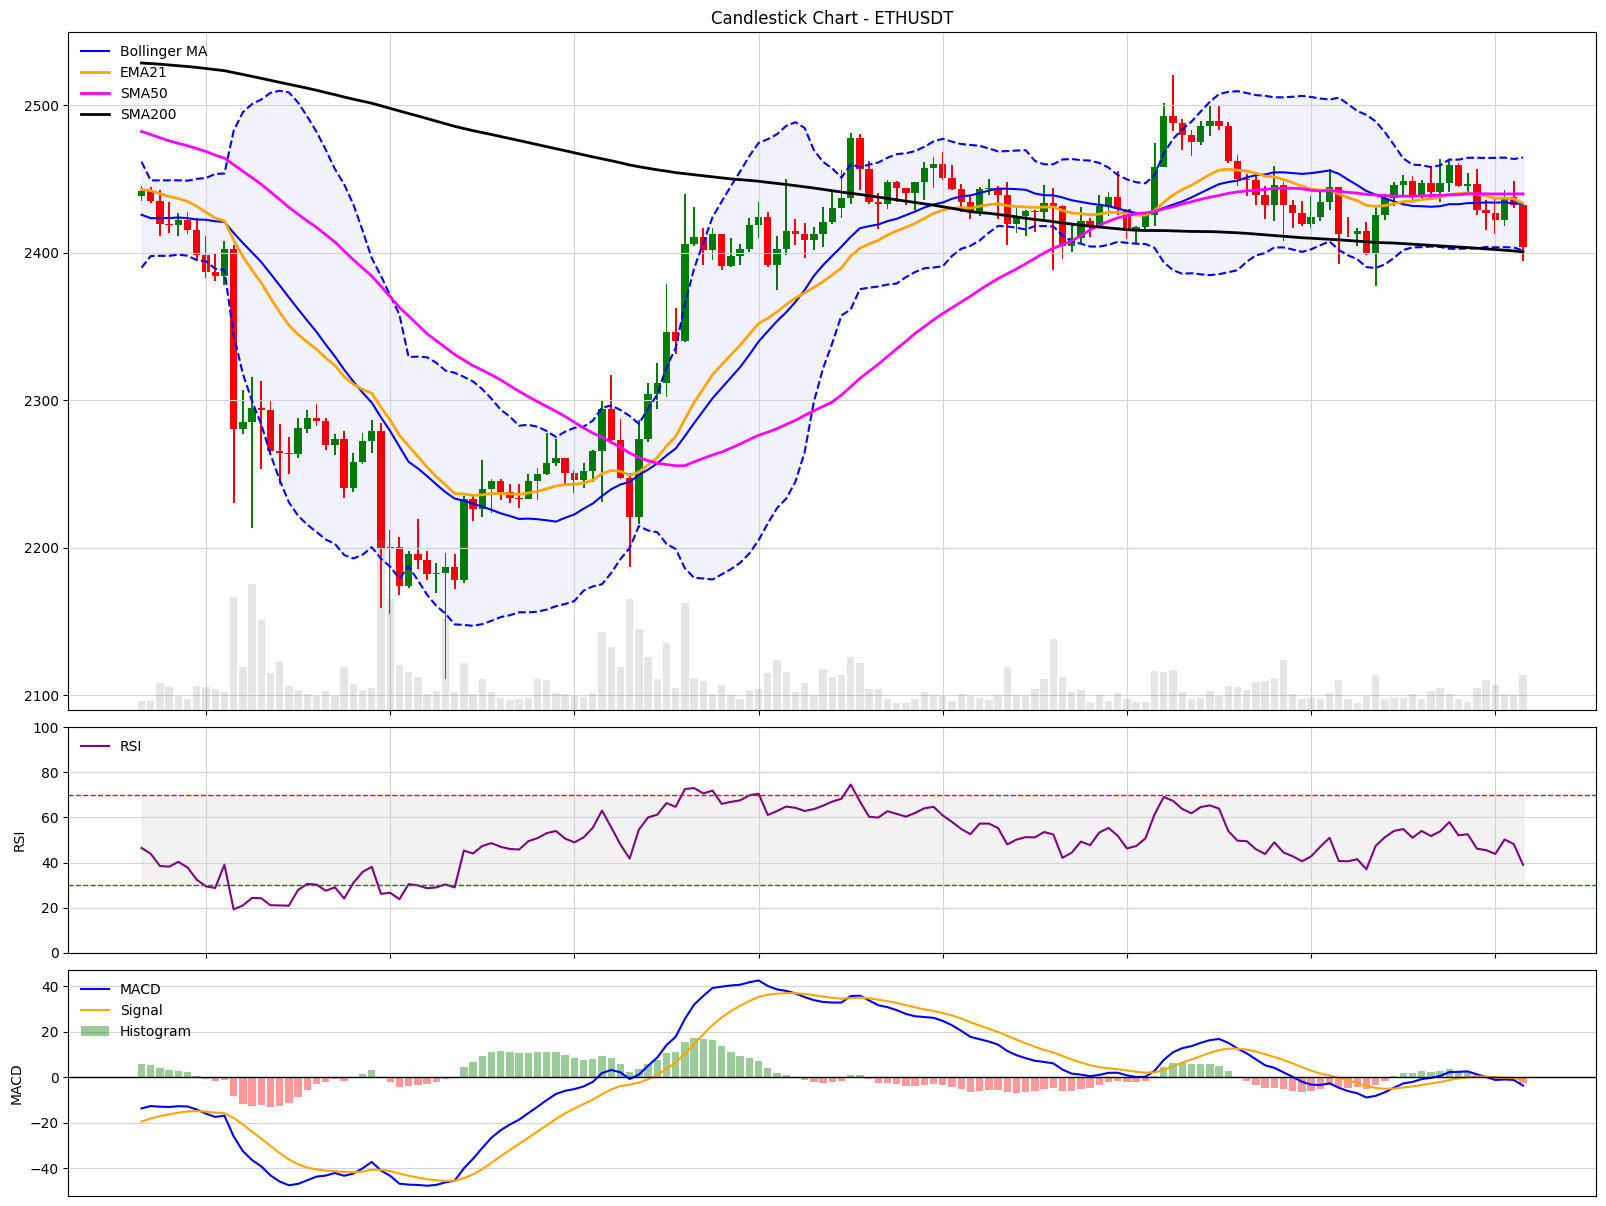 Candlestick Chart - ETHUSDT
Bollinger MA
EMA21
SMA50
SMA200
2500
2400
2300
2200
2100
RSI
100
80
60
40
20
0
RSI
MACD
Signal
Histogram
40
20
0
−20
−40
MACD